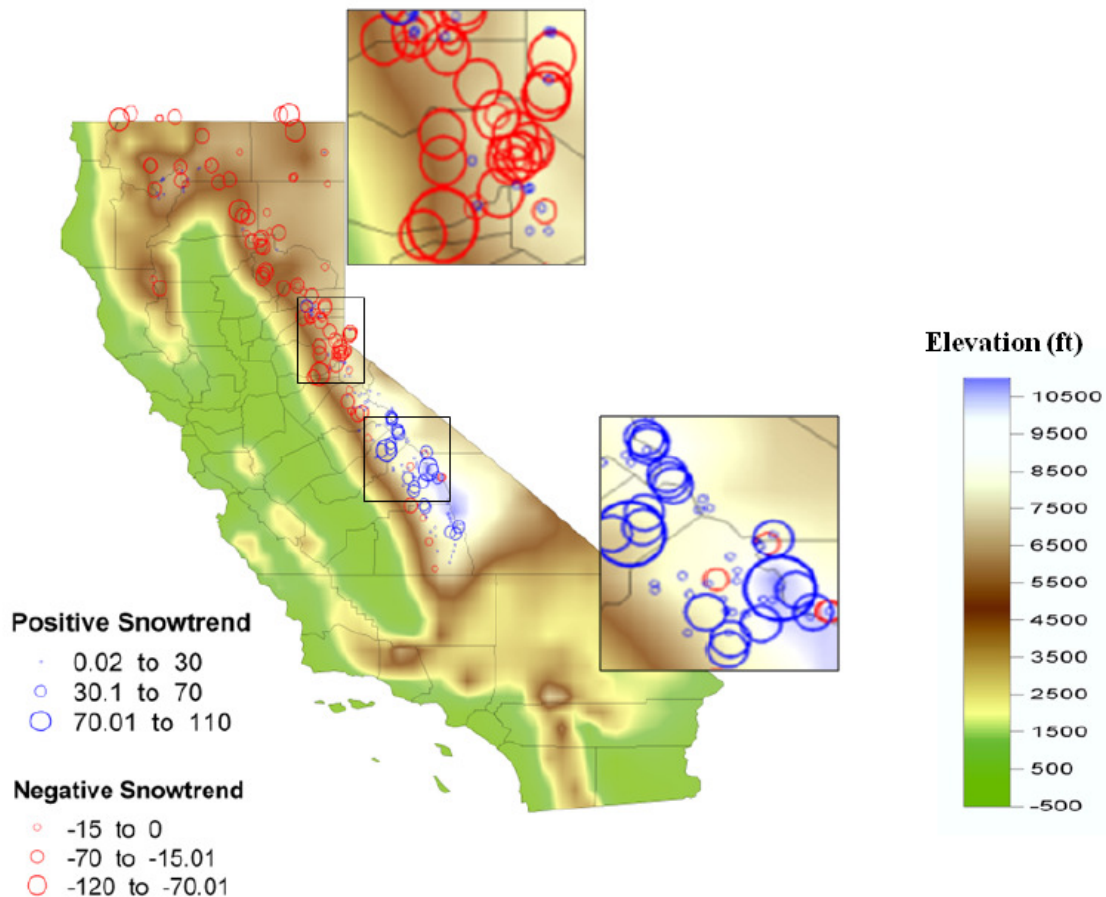 Elevation (ft)
10500
9500
8500
7500
6500
5500
4500
3500
2500
1500
500
-500
Positive Snowtrend
0.02 to 30
30.1 to 70
70.01 to 110
Negative Snowtrend
-15 to 0
-70 to -15.01
-120 to -70.01